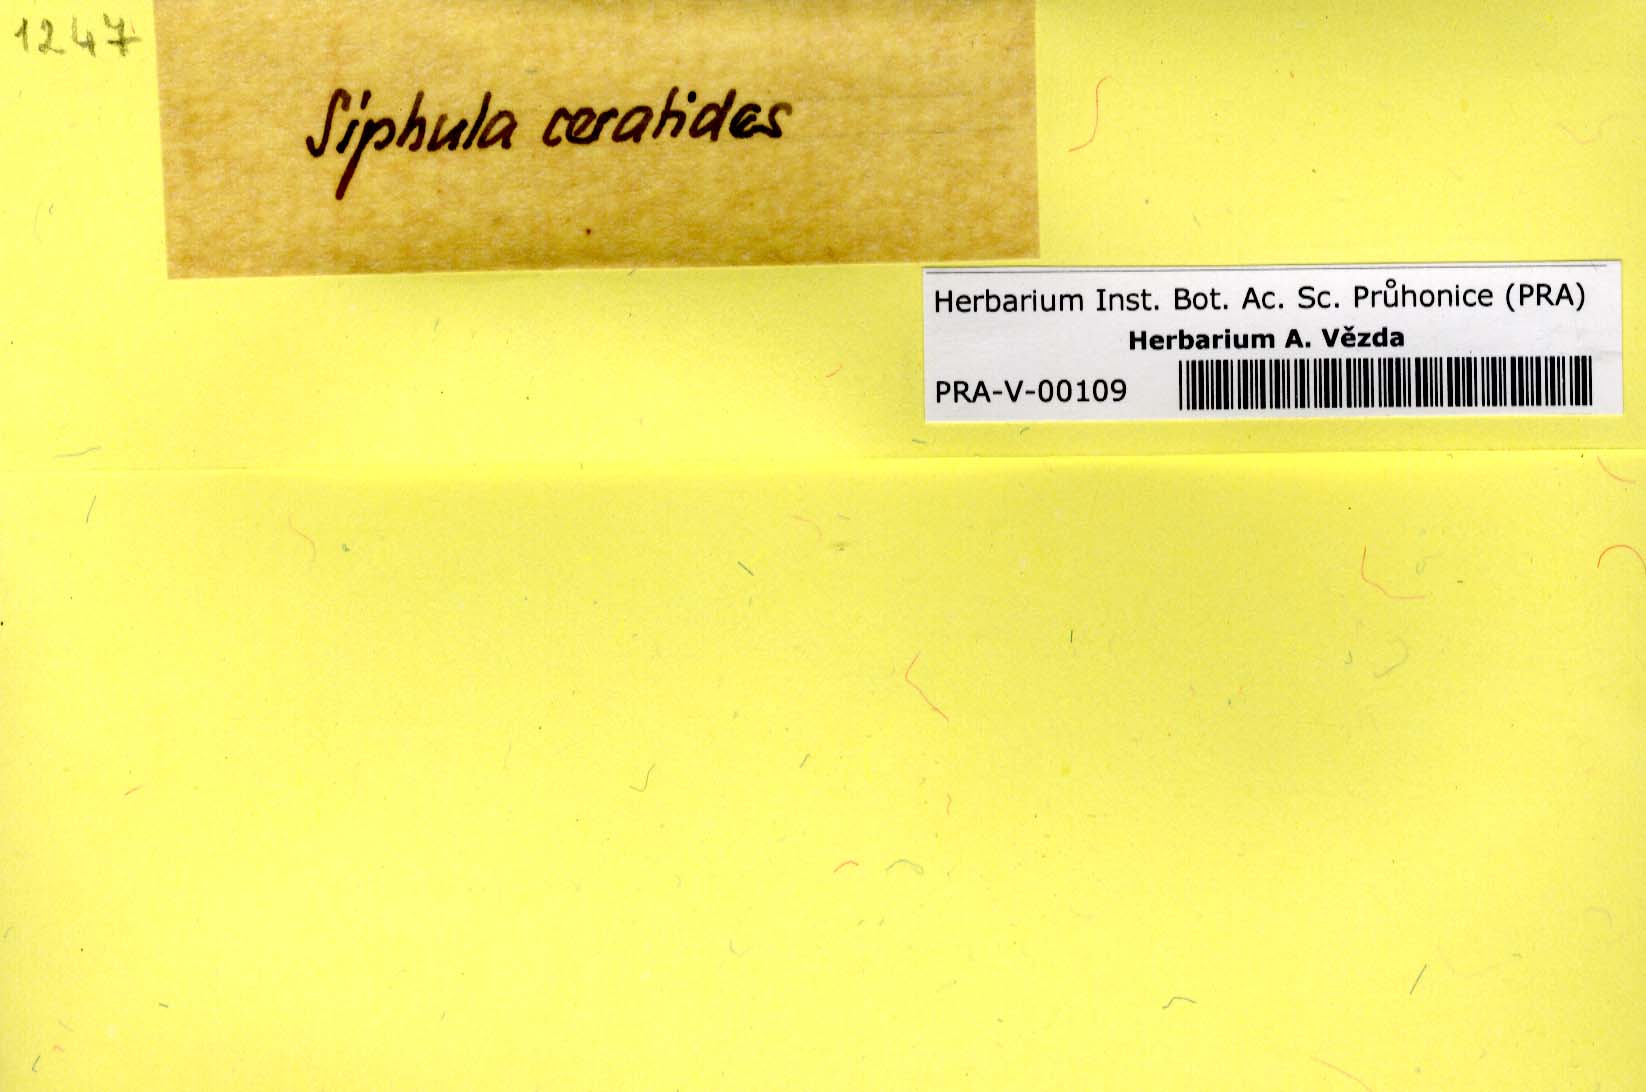 1247
Siphula ceratides
Herbarium Inst. Bot. Ac. Sc. Průhonice (PRA)
Herbarium A. Vězda
PRA-V-00109